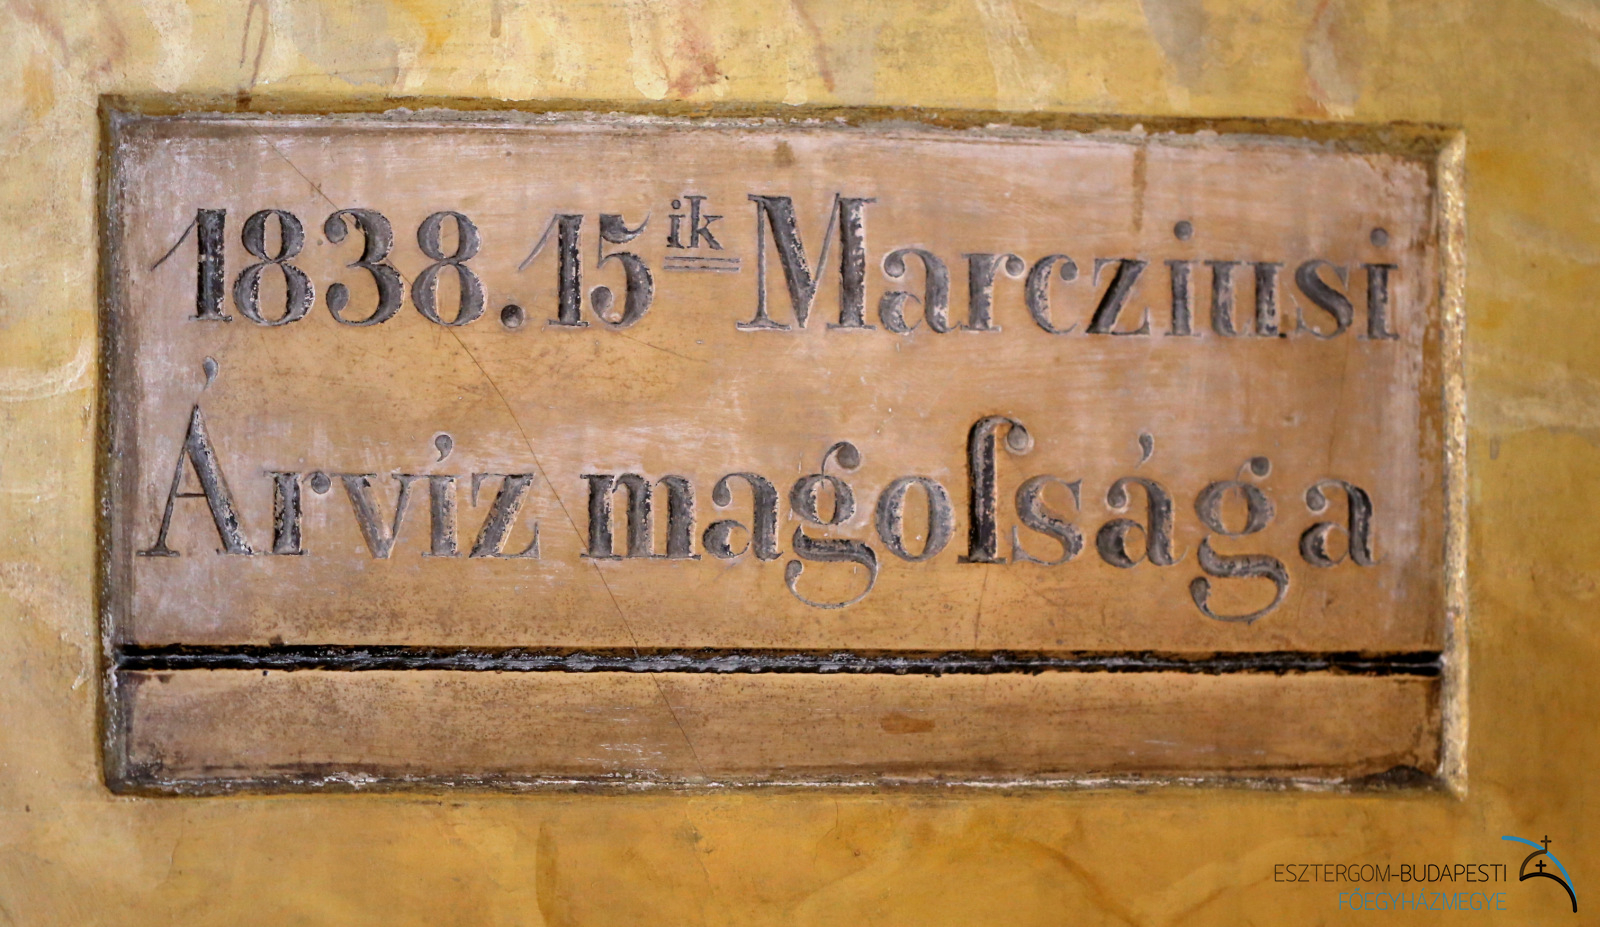 1838. 15ik Marcziusi
Árvíz magoſsága
ESZTERGOM-BUDAPESTI
FŐEGYHÁZMEGYE